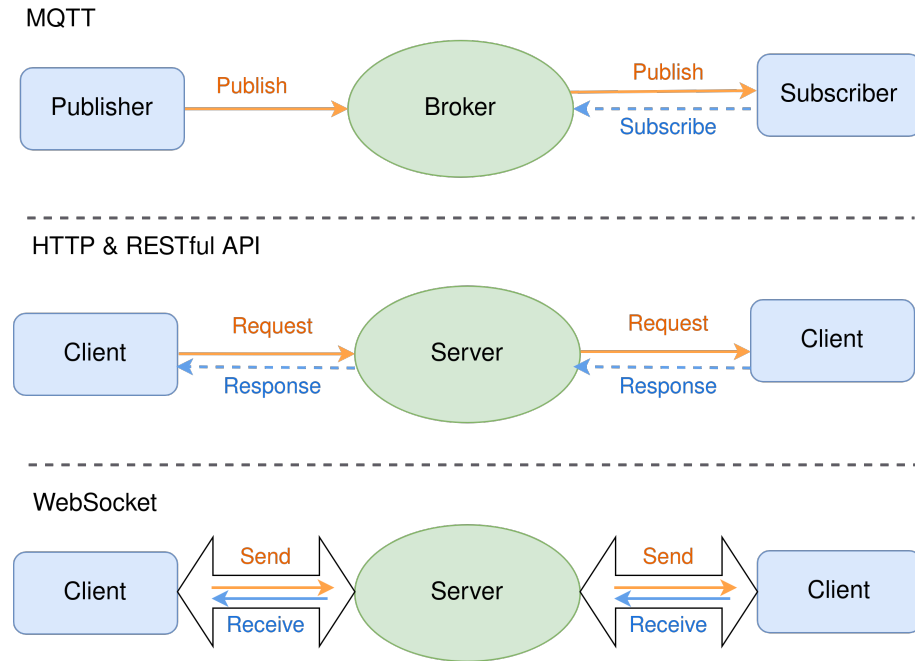 MQTT
Publisher
Publish
Broker
Publish
Subscribe
Subscriber
HTTP & RESTful API
Client
Request
Response
Server
Request
Response
Client
WebSocket
Client
Send
Receive
Server
Send
Receive
Client